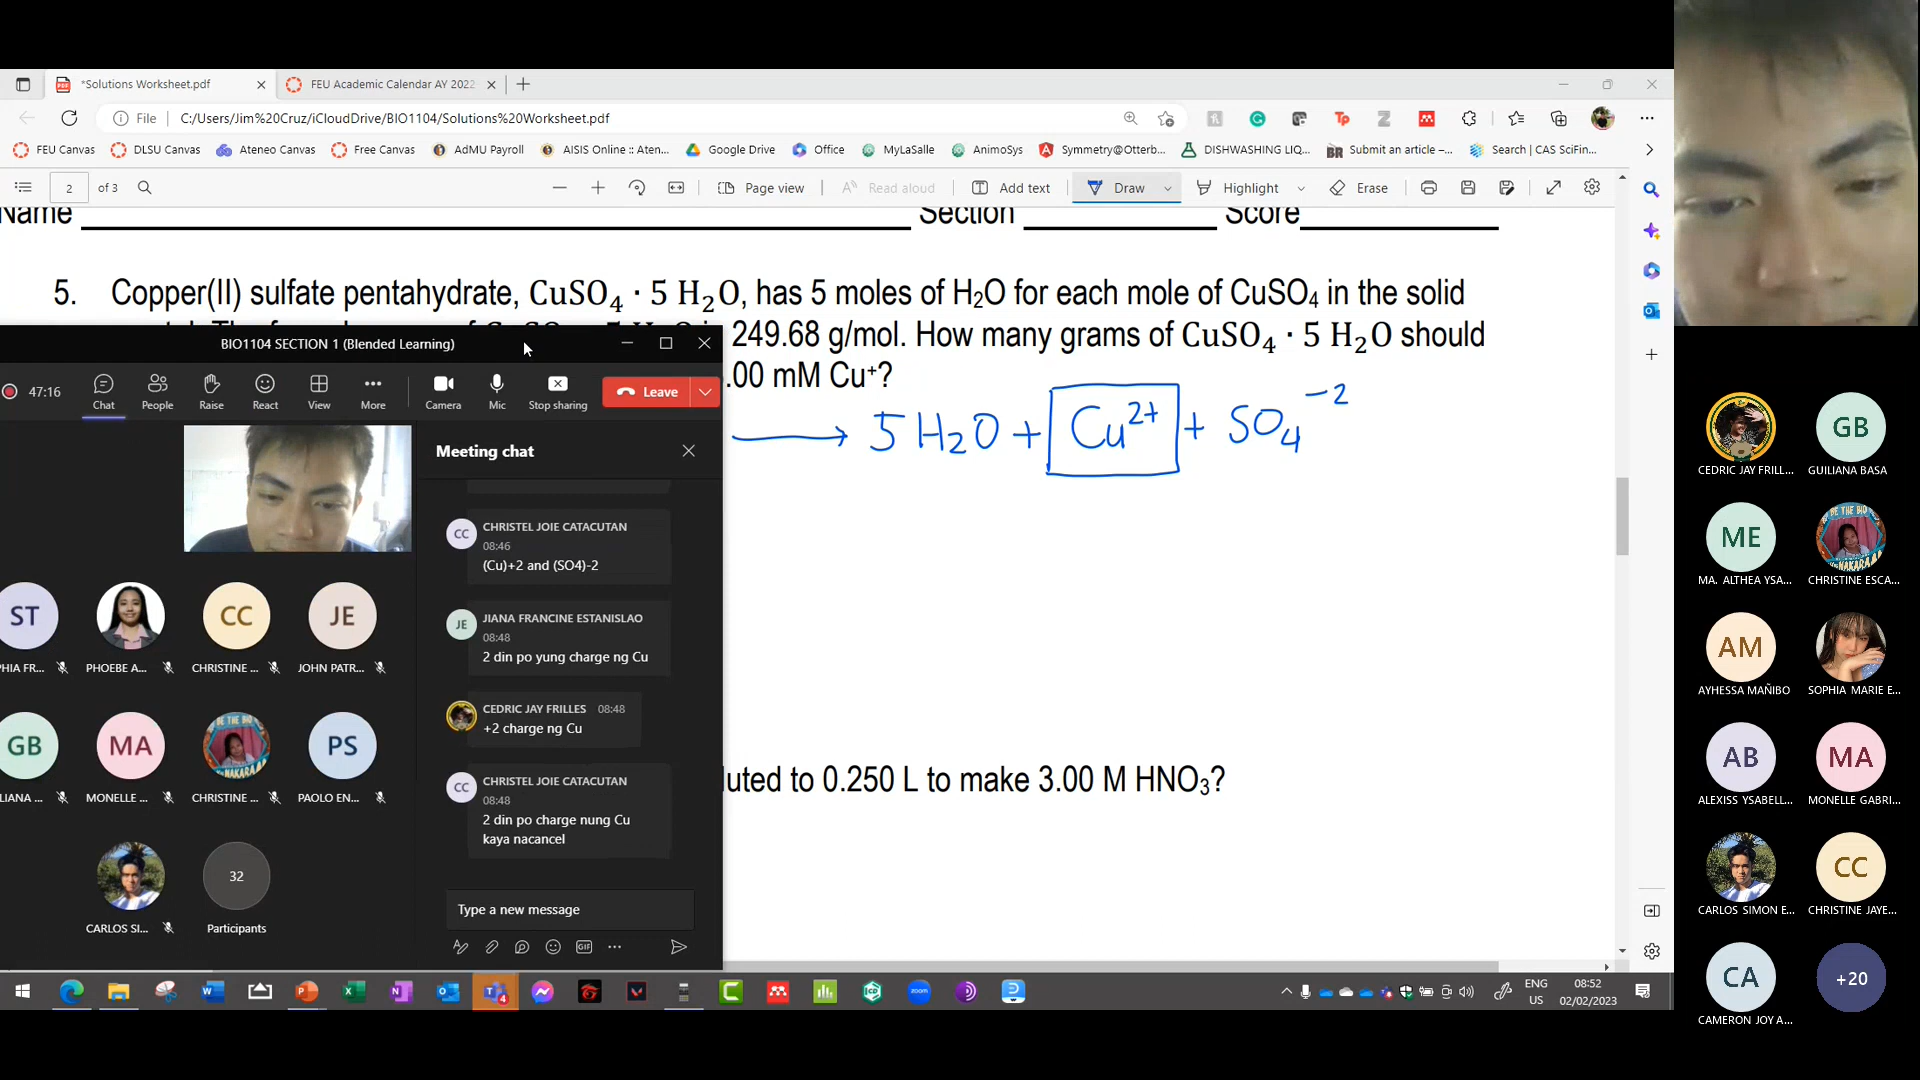 *Solutions Worksheet.pdf
FEU Academic Calendar AY 2022
File
C:/Users/Jim%20Cruz/iCloudDrive/BIO1104/Solutions%20Worksheet.pdf
FEU Canvas
DLSU Canvas
Ateneo Canvas
Free Canvas
AdMU Payroll
AISIS Online :: Aten...
Google Drive
Office
MyLaSalle
AnimoSys
Symmetry@Otterb...
DISHWASHING LIQ...
Submit an article –...
Search | CAS SciFin...
2 of 3
Page view
Read aloud
Add text
Draw
Highlight
Erase
Name Section Score
5. Copper(II) sulfate pentahydrate, CuSO₄ · 5 H₂O, has 5 moles of H₂O for each mole of CuSO₄ in the solid
249.68 g/mol. How many grams of CuSO₄ · 5 H₂O should
.00 mM Cu⁺?
⟶ 5 H₂O + Cu²⁺ + SO₄⁻²
luted to 0.250 L to make 3.00 M HNO₃?
BIO1104 SECTION 1 (Blended Learning)
47:16
Chat
People
Raise
React
View
More
Camera
Mic
Stop sharing
Leave
Meeting chat
CHRISTEL JOIE CATACUTAN
08:46
(Cu)+2 and (SO4)-2
JE
JIANA FRANCINE ESTANISLAO
08:48
2 din po yung charge ng Cu
CEDRIC JAY FRILLES 08:48
+2 charge ng Cu
CC
CHRISTEL JOIE CATACUTAN
08:48
2 din po charge nung Cu
kaya nacancel
Type a new message
GIF
CC
ST
CC
JE
HIA FR...
PHOEBE A...
CHRISTINE ...
JOHN PATR...
GB
MA
PS
LIANA ...
MONELLE ...
CHRISTINE ...
PAOLO EN...
32
CARLOS SI...
Participants
GB
CEDRIC JAY FRILL...
GUILIANA BASA
ME
MA. ALTHEA YSA...
CHRISTINE ESCA...
AM
AYHESSA MAÑIBO
SOPHIA MARIE E...
AB
MA
ALEXISS YSABELL...
MONELLE GABRI...
CC
CARLOS SIMON E...
CHRISTINE JAYE...
CA
+20
CAMERON JOY A...
ENG
US
08:52
02/02/2023